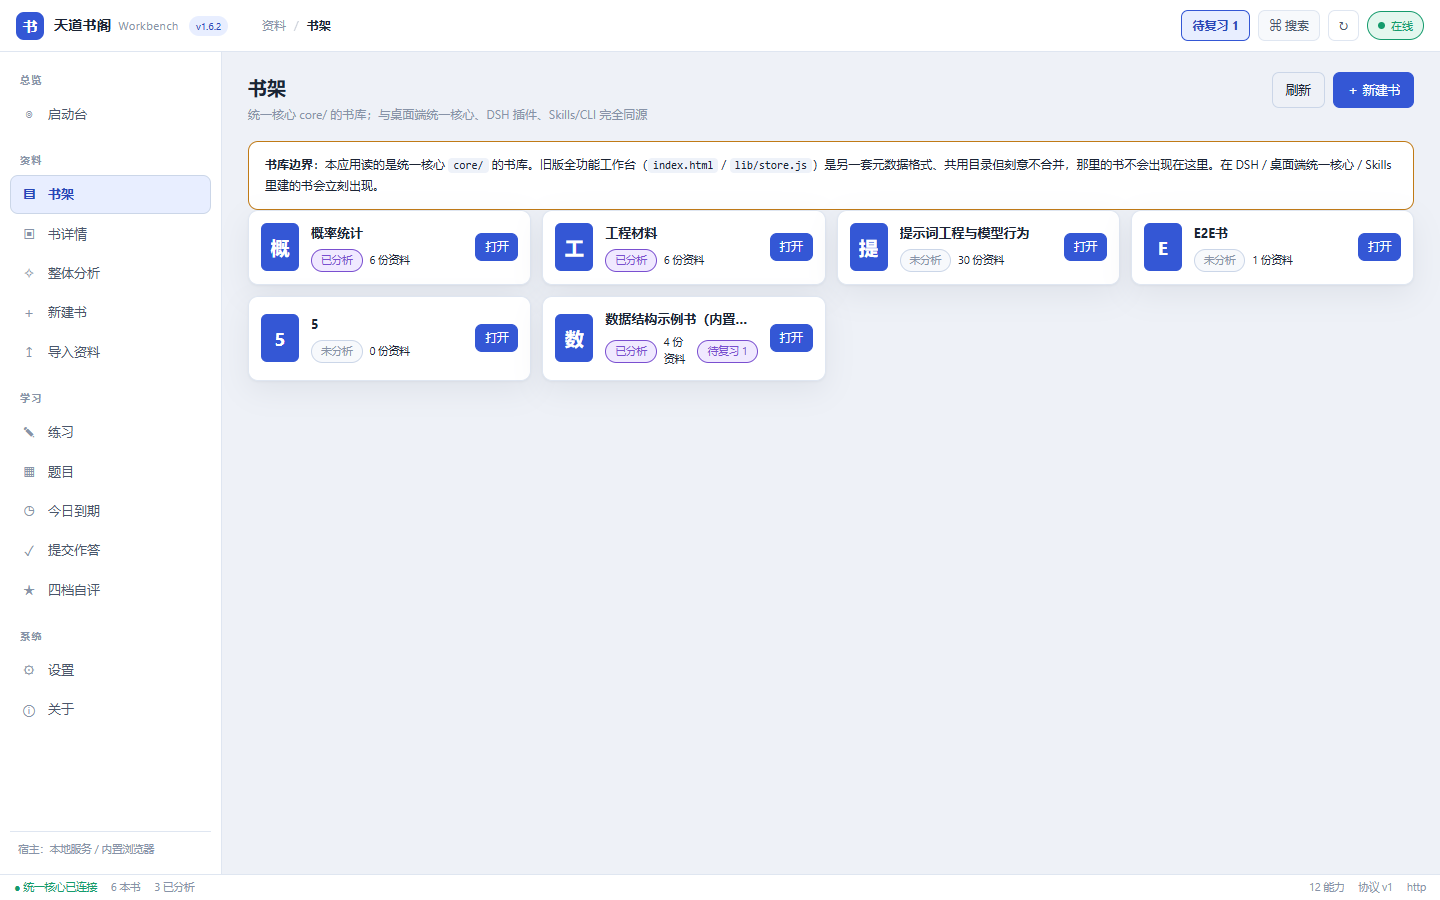 书 天道书阁 Workbench v1.6.2 资料 / 书架 待复习 1 ⌘ 搜索 ↻ ● 在线
总览
启动台
资料
书架
书详情
整体分析
+ 新建书
导入资料
学习
练习
题目
今日到期
提交作答
四档自评
系统
设置
关于
宿主：本地服务 / 内置浏览器
书架
统一核心 core/ 的书库；与桌面端统一核心、DSH 插件、Skills/CLI 完全同源
刷新
+ 新建书
书库边界：本应用读的是统一核心 core/ 的书库。旧版全功能工作台（ index.html / lib/store.js ）是另一套元数据格式、共用目录但刻意不合并，那里的书不会出现在这里。在 DSH / 桌面端统一核心 / Skills
里建的书会立刻出现。
概
概率统计
已分析 6 份资料
打开
工
工程材料
已分析 6 份资料
打开
提
提示词工程与模型行为
未分析 30 份资料
打开
E
E2E书
未分析 1 份资料
打开
5
5
未分析 0 份资料
打开
数
数据结构示例书（内置...
已分析 4 份
资料 待复习 1
打开
● 统一核心已连接 6 本书 3 已分析
12 能力 协议 v1 http